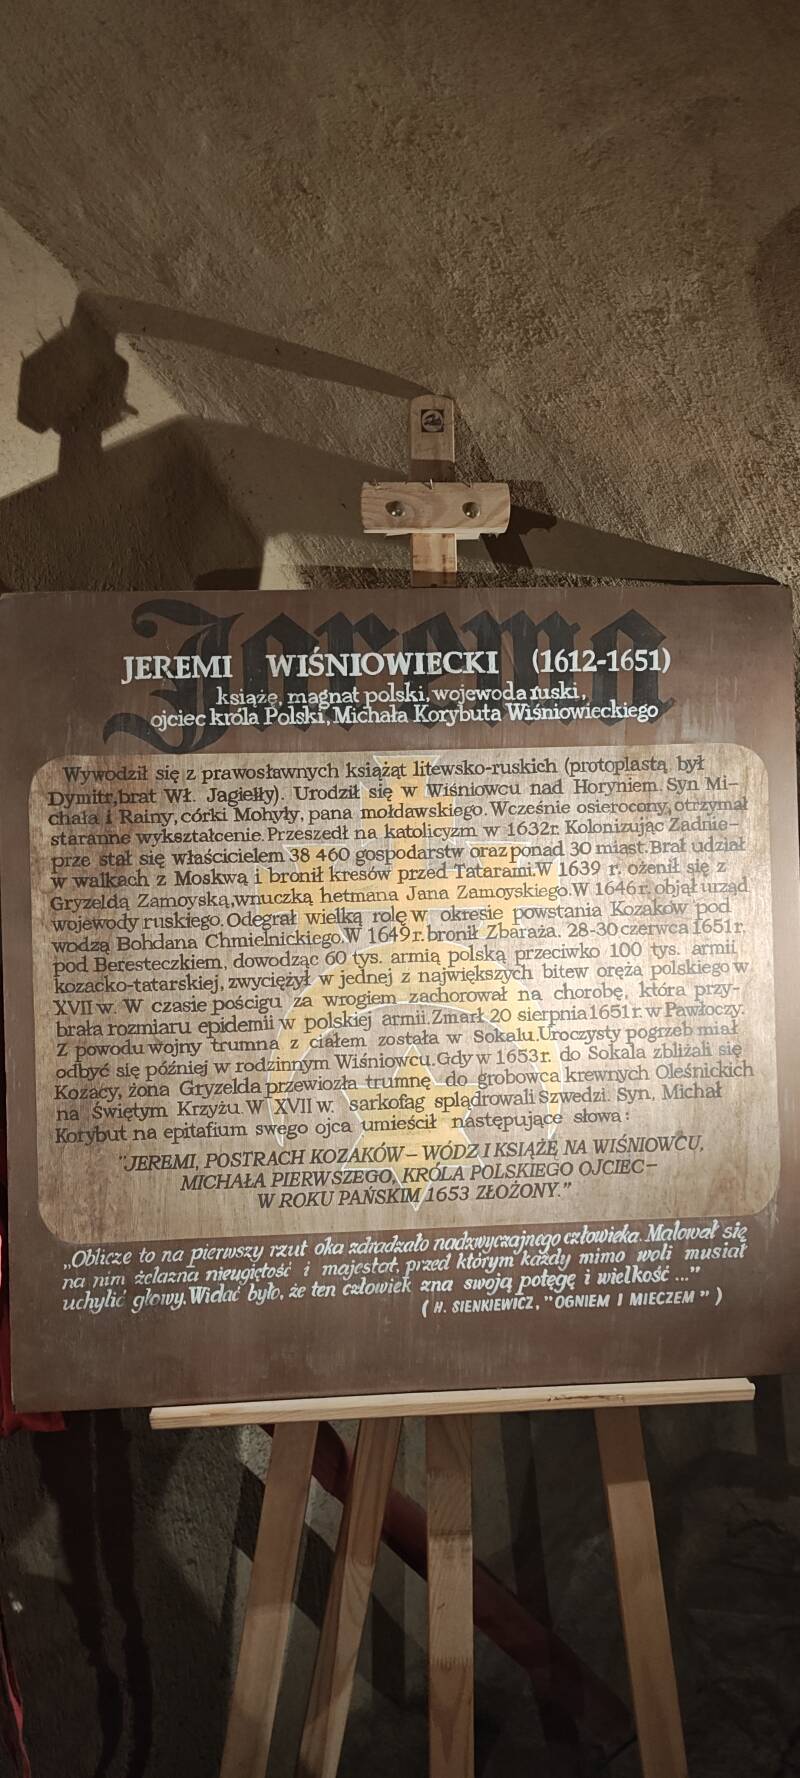 Jarema
JEREMI WIŚNIOWIECKI (1612-1651)
książę, magnat polski, wojewoda ruski,
ojciec króla Polski, Michała Korybuta Wiśniowieckiego
Wywodził się z prawosławnych książąt litewsko-ruskich (protoplastą był
Dymitr, brat Wł. Jagiełły). Urodził się w Wiśniowcu nad Horyniem. Syn Mi-
chała i Rainy, córki Mohyły, pana mołdawskiego. Wcześnie osierocony, otrzymał
staranne wykształcenie. Przeszedł na katolicyzm w 1632r. Kolonizując Zadnie-
prze stał się właścicielem 38 460 gospodarstw oraz ponad 30 miast. Brał udział
w walkach z Moskwą i bronił kresów przed Tatarami. W 1639 r. ożenił się z
Gryzeldą Zamoyską, wnuczką hetmana Jana Zamoyskiego. W 1646r. objął urząd
wojewody ruskiego. Odegrał wielką rolę w okresie powstania Kozaków pod
wodzą Bohdana Chmielnickiego. W 1649r. bronił Zbaraża. 28-30 czerwca 1651r.
pod Beresteczkiem, dowodząc 60 tys. armią polską przeciwko 100 tys. armii
kozacko-tatarskiej, zwyciężył w jednej z największych bitew oręża polskiego w
XVII w. W czasie pościgu za wrogiem zachorował na chorobę, która przy-
brała rozmiaru epidemii w polskiej armii. Zmarł 20 sierpnia 1651r. w Pawłoczy.
Z powodu wojny trumna z ciałem została w Sokalu. Uroczysty pogrzeb miał
odbyć się później w rodzinnym Wiśniowcu. Gdy w 1653r. do Sokala zbliżali się
Kozacy, żona Gryzelda przewiozła trumnę do grobowca krewnych Oleśnickich
na Świętym Krzyżu. W XVII w. sarkofag splądrowali Szwedzi. Syn, Michał
Korybut na epitafium swego ojca umieścił następujące słowa:
"JEREMI, POSTRACH KOZAKÓW – WÓDZ I KSIĄŻĘ NA WIŚNIOWCU,
MICHAŁA PIERWSZEGO, KRÓLA POLSKIEGO OJCIEC –
W ROKU PAŃSKIM 1653 ZŁOŻONY."
„Oblicze to na pierwszy rzut oka zdradzało nadzwyczajnego człowieka. Malował się
na nim żelazna nieugiętość i majestat, przed którym każdy mimo woli musiał
uchylić głowy. Widać było, że ten człowiek zna swoją potęgę i wielkość ..."
( H. SIENKIEWICZ, "OGNIEM I MIECZEM" )